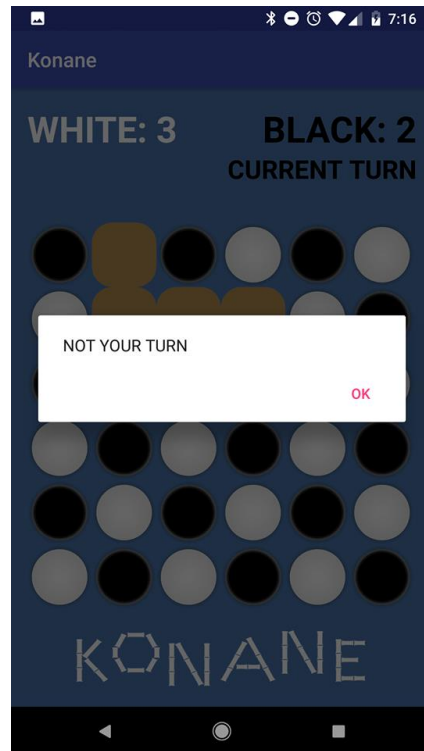 7:16
Konane
WHITE: 3 BLACK: 2
CURRENT TURN
NOT YOUR TURN
OK
KONANE